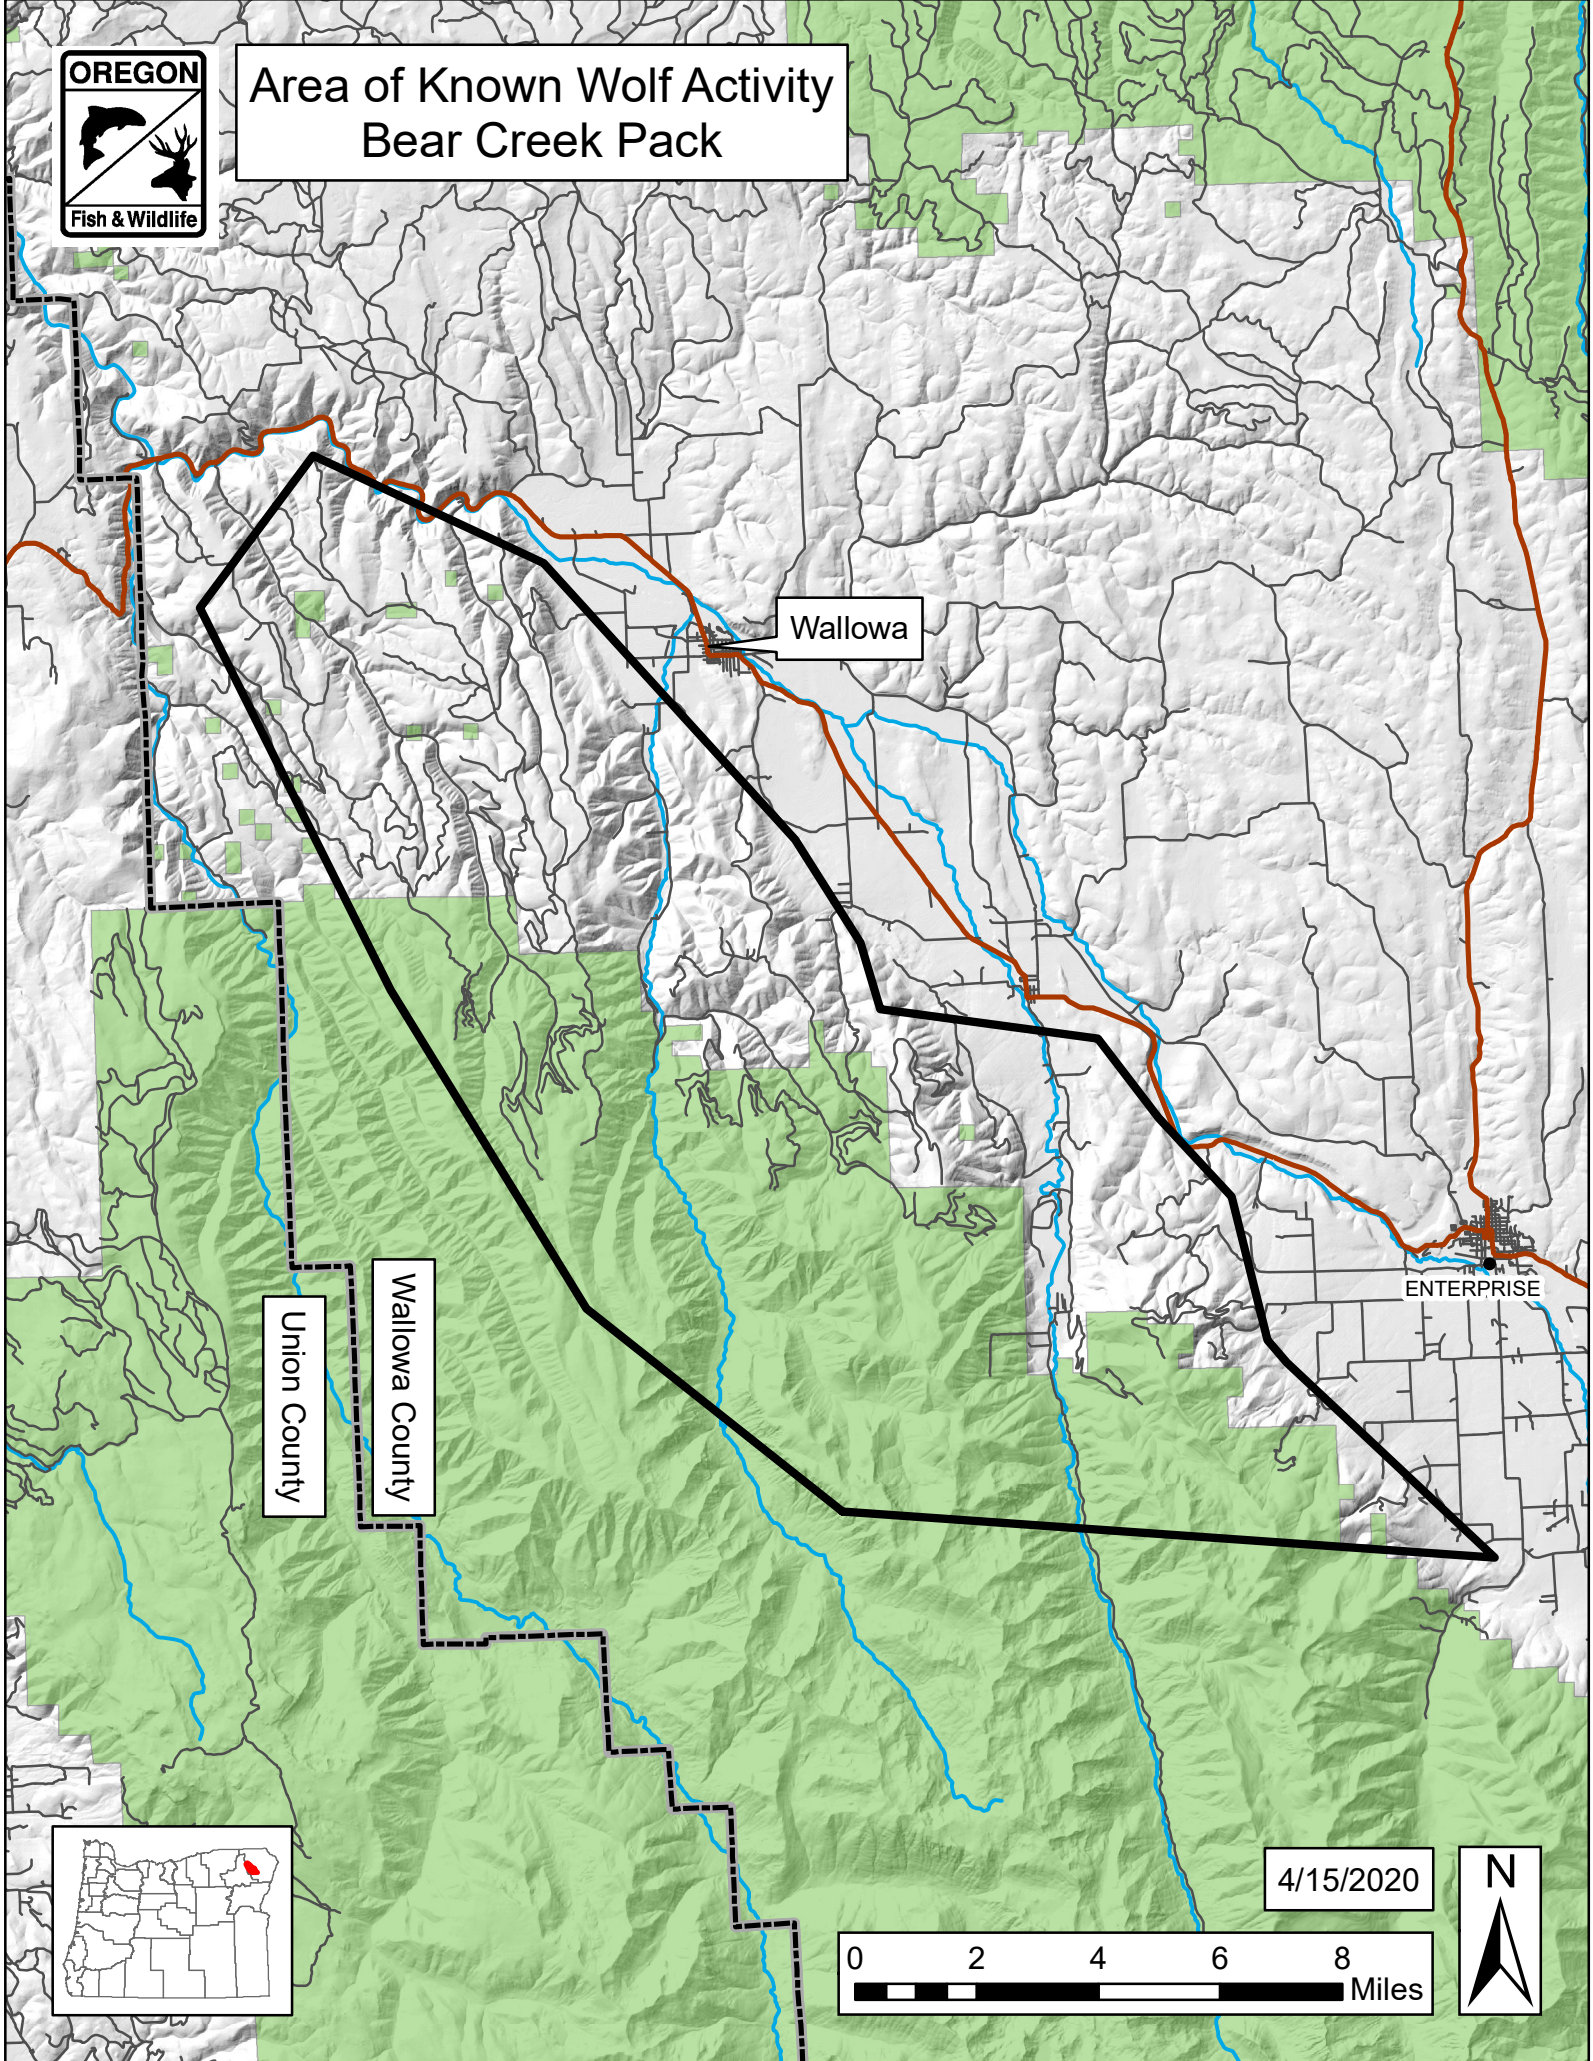 OREGON
Fish & Wildlife
Area of Known Wolf Activity
Bear Creek Pack
Wallowa
ENTERPRISE
Union County
Wallowa County
4/15/2020
N
0 2 4 6 8
Miles